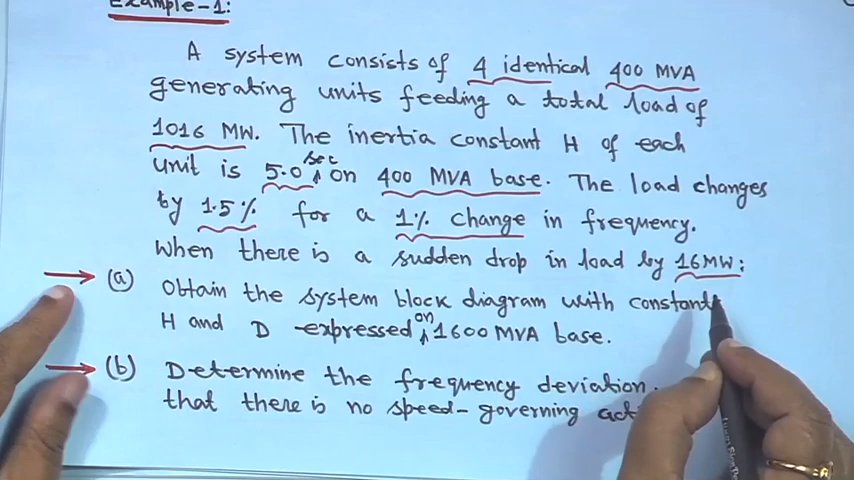 Example-1:
A system consists of 4 identical 400 MVA
generating units feeding a total load of
1016 MW. The inertia constant H of each
unit is 5.0 sec on 400 MVA base. The load changes
by 1.5% for a 1% change in frequency.
When there is a sudden drop in load by 16MW:
(a) Obtain the system block diagram with constants
H and D expressed on 1600 MVA base.
(b) Determine the frequency deviation.
that there is no speed-governing